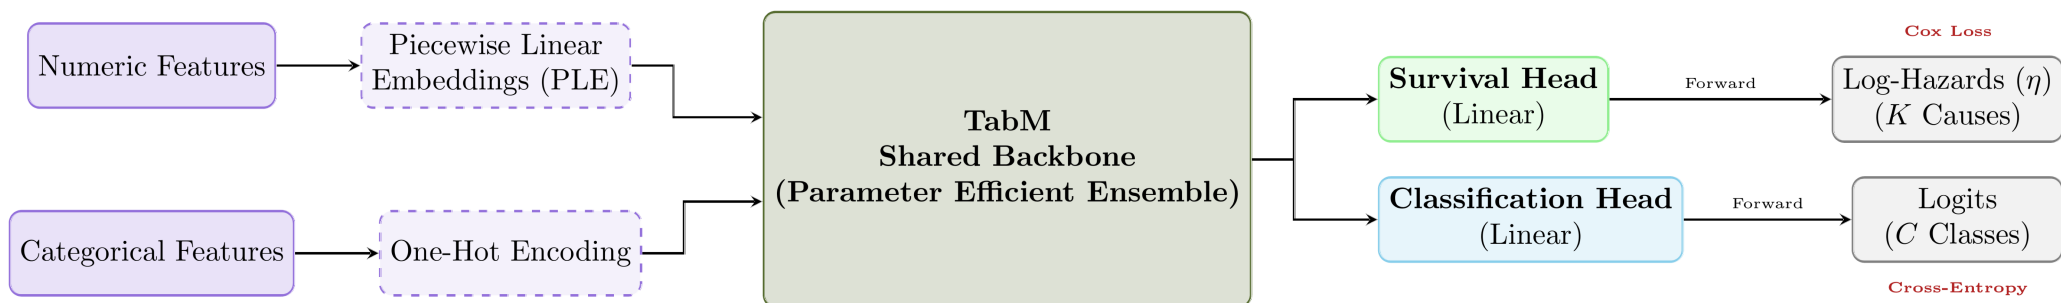 Numeric Features
Piecewise Linear
Embeddings (PLE)
Categorical Features
One-Hot Encoding
TabM
Shared Backbone
(Parameter Efficient Ensemble)
Survival Head
(Linear)
Forward
Cox Loss
Log-Hazards (η)
(K Causes)
Classification Head
(Linear)
Forward
Logits
(C Classes)
Cross-Entropy